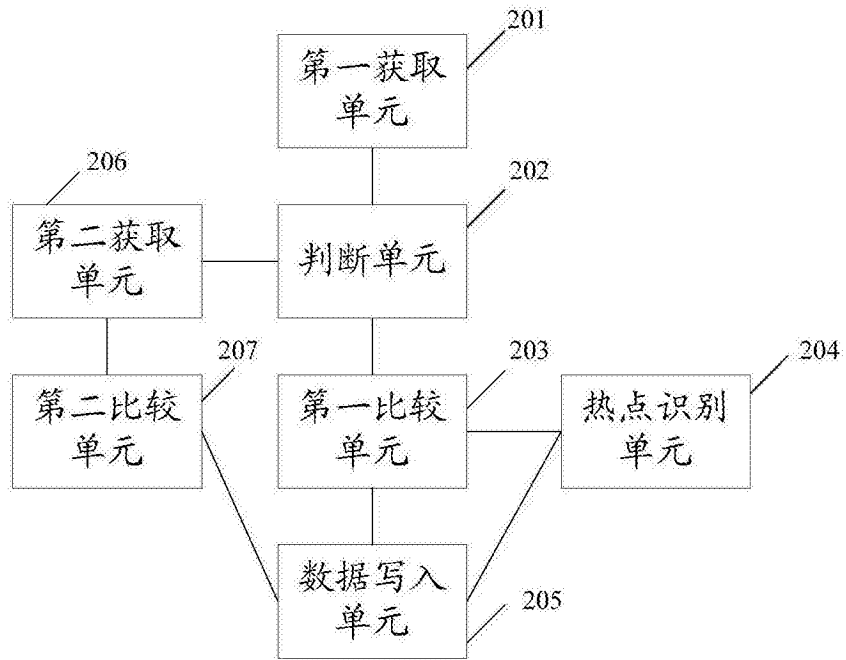 201
第一获取
单元
206
202
第二获取
单元
判断单元
207
203
204
第二比较
单元
第一比较
单元
热点识别
单元
数据写入
单元
205